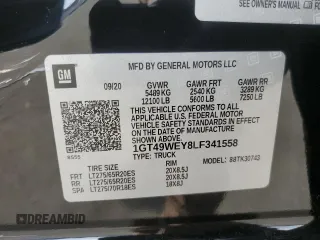 SEE OWNER'S MANUAL
GM
MFD BY GENERAL MOTORS LLC
09/20
GVWR GAWR FRT GAWR RR
5489 KG 2540 KG 3289 KG
12100 LB 5600 LB 7250 LB
THIS VEHICLE CONFORMS TO ALL
APPLICABLE U.S. FEDERAL MOTOR
VEHICLE SAFETY STANDARDS IN
EFFECT ON THE DATE OF
MANUFACTURE SHOWN ABOVE.
1GT49WEY8LF341558
TYPE: TRUCK
TIRE SIZE RIM
FRT LT275/65R20ES 20X8.5J
RR LT275/65R20ES 20X8.5J
SPA LT275/70R18ES 18X8J
DREAMBID